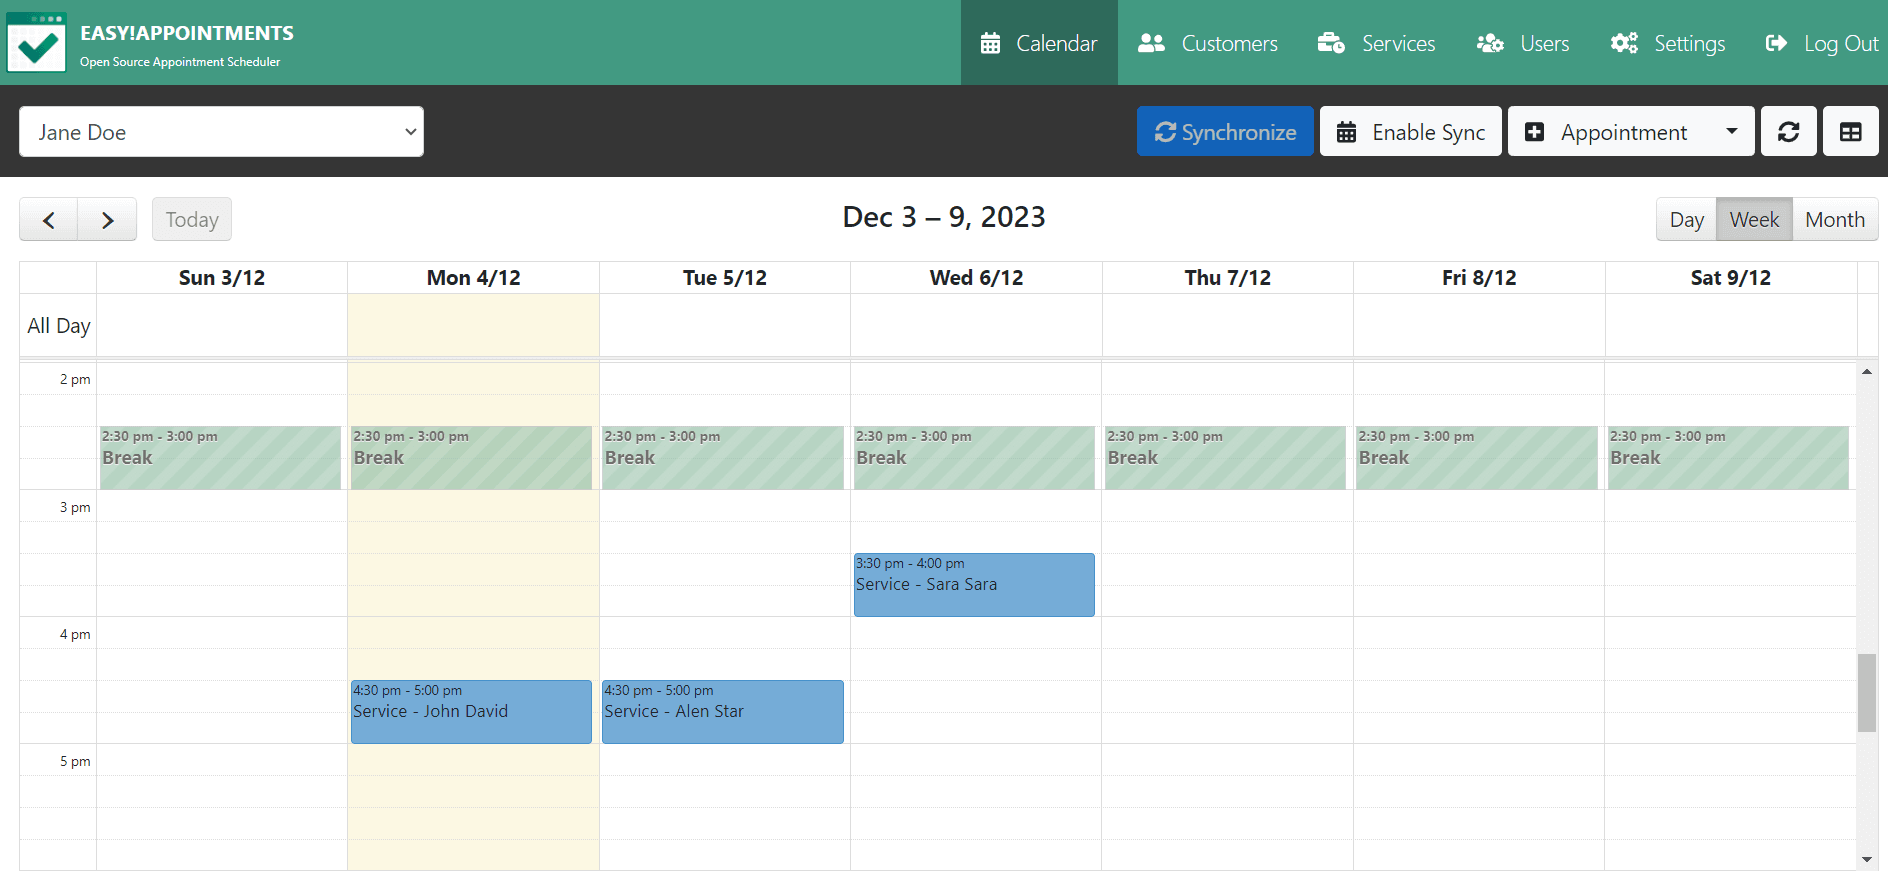 EASY!APPOINTMENTS
Open Source Appointment Scheduler
Calendar
Customers
Services
Users
Settings
Log Out
Jane Doe
Synchronize
Enable Sync
Appointment
Today
Dec 3 – 9, 2023
Day
Week
Month
Sun 3/12
Mon 4/12
Tue 5/12
Wed 6/12
Thu 7/12
Fri 8/12
Sat 9/12
All Day
2 pm
2:30 pm - 3:00 pm
Break
2:30 pm - 3:00 pm
Break
2:30 pm - 3:00 pm
Break
2:30 pm - 3:00 pm
Break
2:30 pm - 3:00 pm
Break
2:30 pm - 3:00 pm
Break
2:30 pm - 3:00 pm
Break
3 pm
3:30 pm - 4:00 pm
Service - Sara Sara
4 pm
4:30 pm - 5:00 pm
Service - John David
4:30 pm - 5:00 pm
Service - Alen Star
5 pm